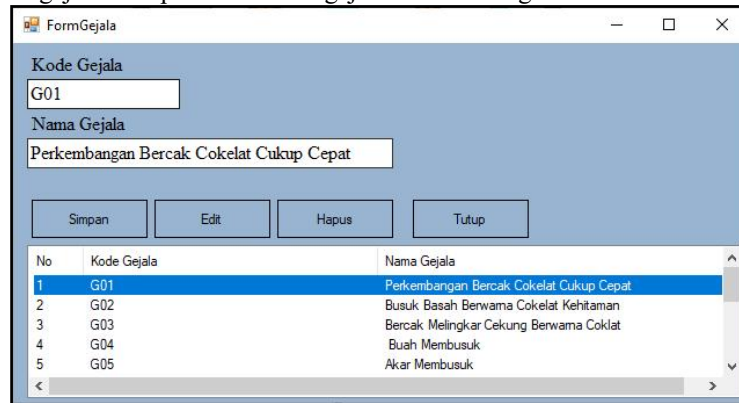 FormGejala
Kode Gejala
G01
Nama Gejala
Perkembangan Bercak Cokelat Cukup Cepat
Simpan Edit Hapus Tutup
No Kode Gejala Nama Gejala
1 G01 Perkembangan Bercak Cokelat Cukup Cepat
2 G02 Busuk Basah Berwarna Cokelat Kehitaman
3 G03 Bercak Melingkar Cekung Berwarna Coklat
4 G04 Buah Membusuk
5 G05 Akar Membusuk